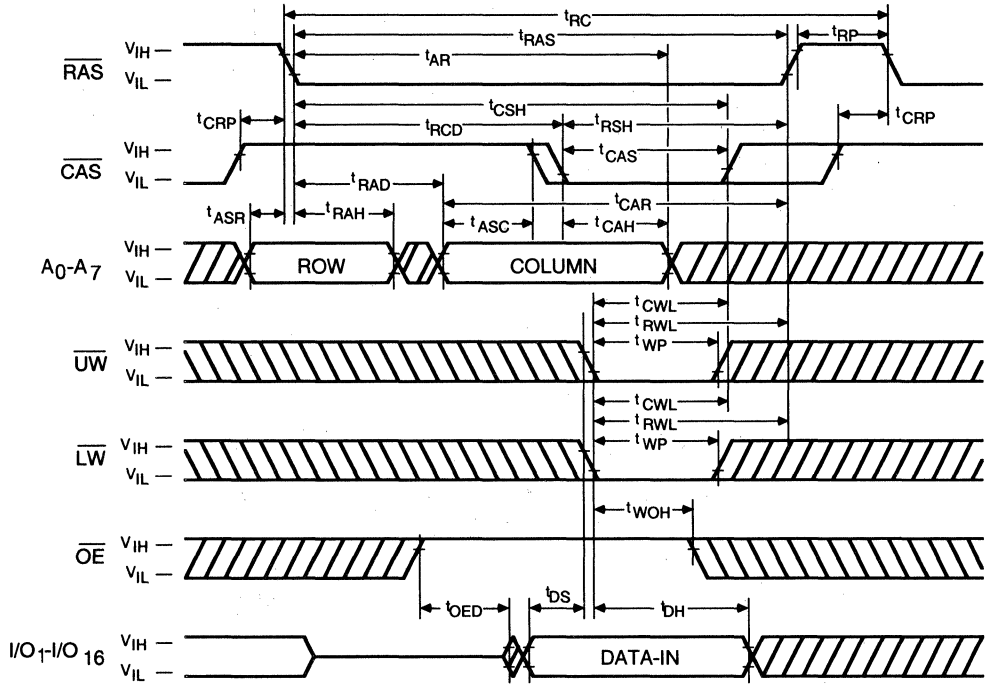 tRC
tRAS
tRP
tAR
VIH
RAS
VIL
tCSH
tCRP
tRCD
tRSH
tCRP
VIH
CAS
tCAS
VIL
tRAD
tCAR
tASR
tRAH
tASC
tCAH
VIH
A0-A7
ROW
COLUMN
VIL
tCWL
tRWL
tWP
VIH
UW
VIL
tCWL
tRWL
tWP
VIH
LW
VIL
tWOH
VIH
OE
VIL
tOED
tDS
tDH
VIH
I/O1-I/O16
DATA-IN
VIL